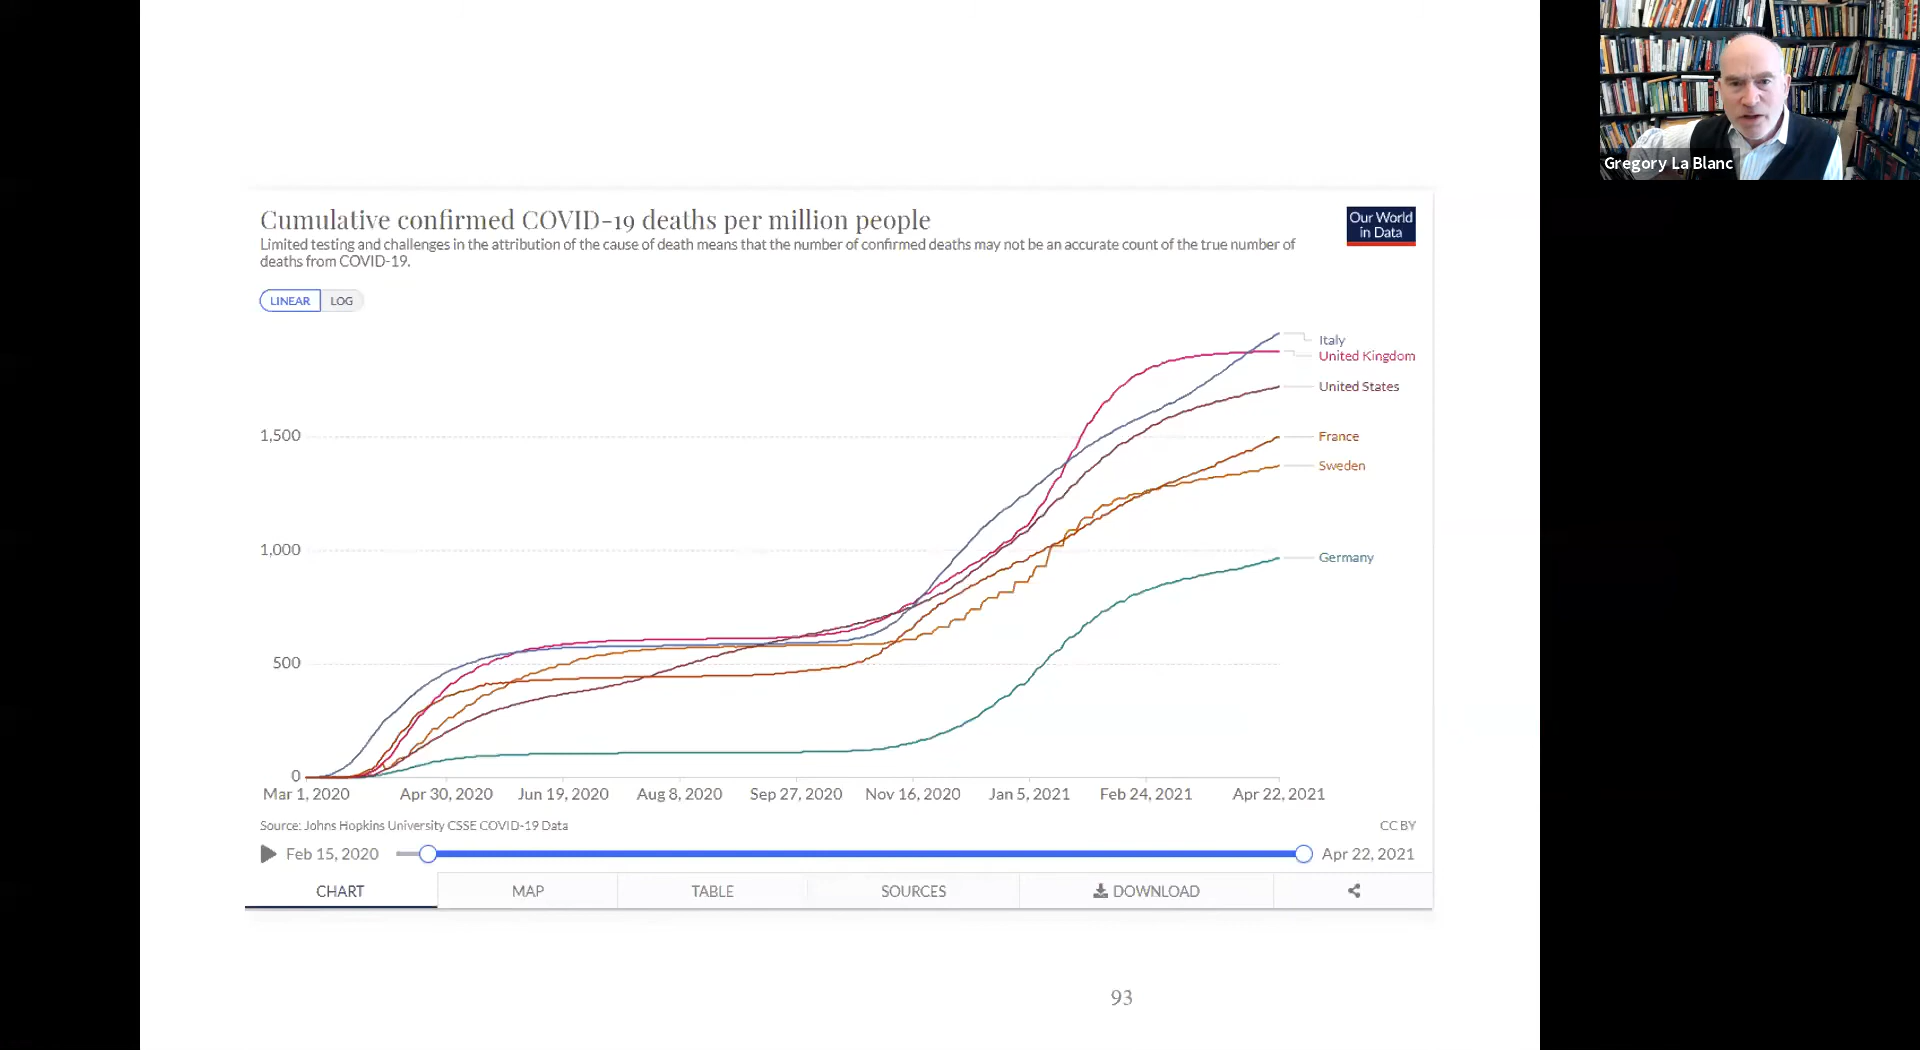 Gregory La Blanc
Cumulative confirmed COVID-19 deaths per million people
Our World
in Data
Limited testing and challenges in the attribution of the cause of death means that the number of confirmed deaths may not be an accurate count of the true number of
deaths from COVID-19.
LINEAR LOG
Italy
United Kingdom
United States
1,500
France
Sweden
1,000
Germany
500
0
Mar 1, 2020 Apr 30, 2020 Jun 19, 2020 Aug 8, 2020 Sep 27, 2020 Nov 16, 2020 Jan 5, 2021 Feb 24, 2021 Apr 22, 2021
Source: Johns Hopkins University CSSE COVID-19 Data CC BY
Feb 15, 2020 Apr 22, 2021
CHART MAP TABLE SOURCES DOWNLOAD
93